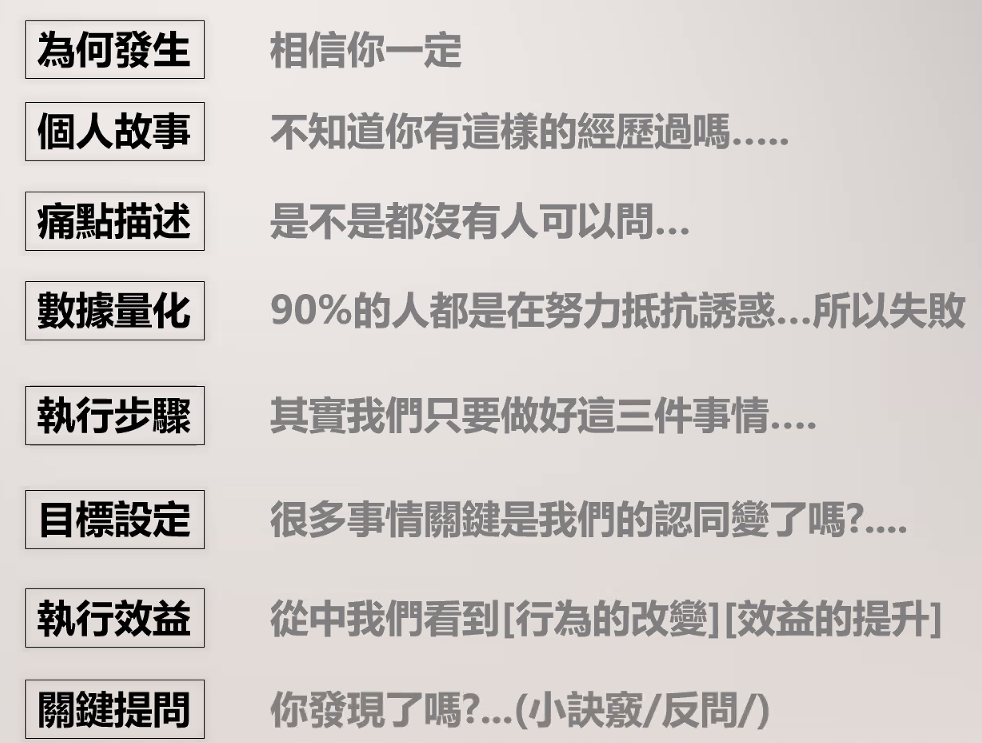 為何發生 相信你一定
個人故事 不知道你有這樣的經歷過嗎.....
痛點描述 是不是都沒有人可以問...
數據量化 90%的人都是在努力抵抗誘惑...所以失敗
執行步驟 其實我們只要做好這三件事情....
目標設定 很多事情關鍵是我們的認同變了嗎?....
執行效益 從中我們看到[行為的改變][效益的提升]
關鍵提問 你發現了嗎?...(小訣竅/反問/)